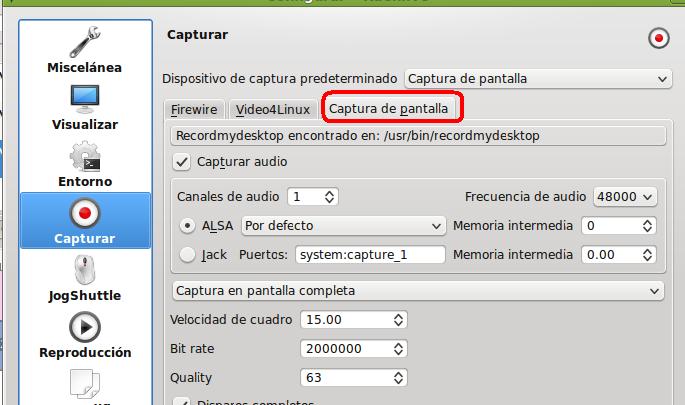 Capturar
Misceláneа
Dispositivo de captura predeterminado Captura de pantalla
Visualizar
Firewire Video4Linux Captura de pantalla
Recordmydesktop encontrado en: /usr/bin/recordmydesktop
Capturar audio
Entorno
Canales de audio 1 Frecuencia de audio 48000
ALSA Por defecto Memoria intermedia 0
Capturar
Jack Puertos: system:capture_1 Memoria intermedia 0.00
JogShuttle
Captura en pantalla completa
Velocidad de cuadro 15.00
Reproducción
Bit rate 2000000
Quality 63
Disparos completos